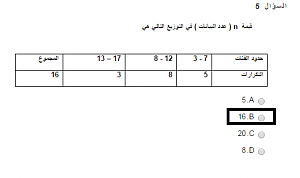 السؤال 5
قيمة n ( عدد البيانات ) في التوزيع التالي هي
حدود الفئات 3 - 7 8 - 12 13 – 17 المجموع
التكرارات 5 8 3 16
5.A
16.B
20.C
8.D